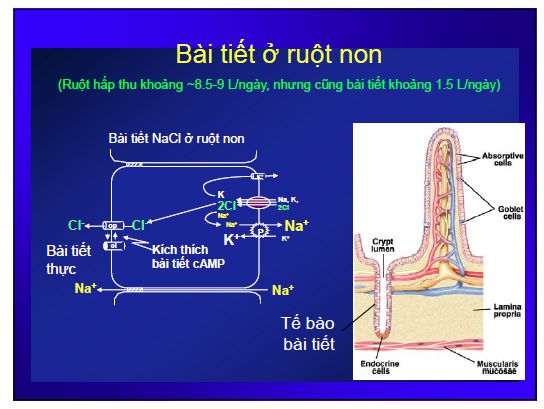 Bài tiết ở ruột non
(Ruột hấp thu khoảng ~8.5-9 L/ngày, nhưng cũng bài tiết khoảng 1.5 L/ngày)
Bài tiết NaCl ở ruột non
K
2Cl
Na⁺
Na, K,
2Cl
Cl⁻
cp
Cl⁻
Na⁺
P
Na⁺
K⁺
K⁺
cl
Bài tiết
thực
Kích thích
bài tiết cAMP
Na⁺
Na⁺
Tế bào
bài tiết
Absorptive
cells
Goblet
cells
Crypt
lumen
Lamina
propria
Endocrine
cells
Muscularis
mucosae